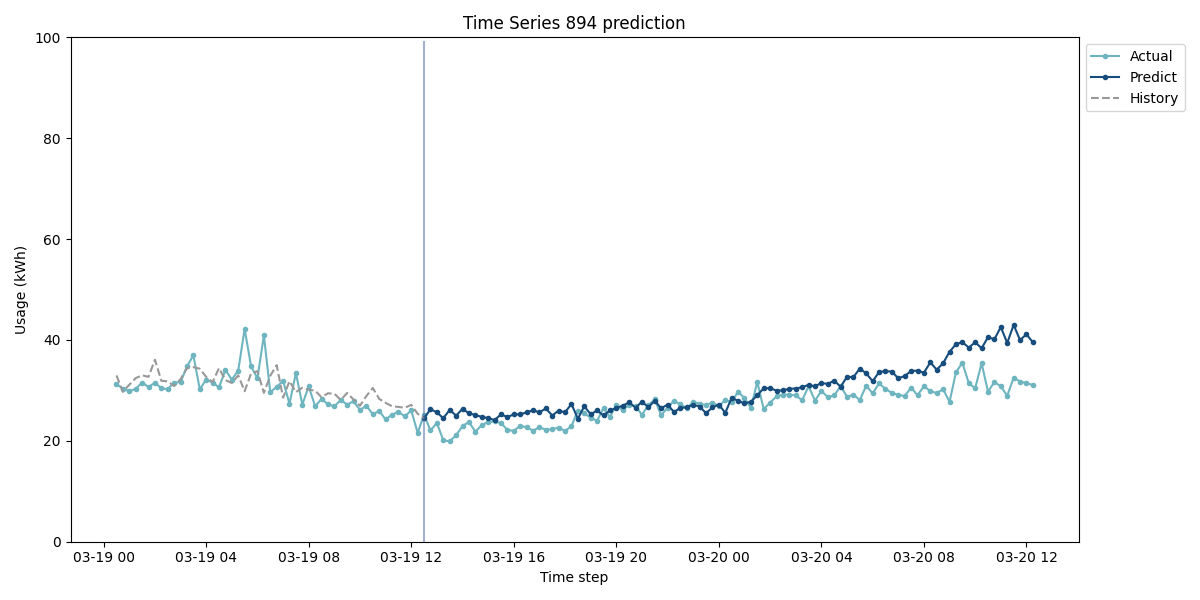 Time Series 894 prediction
Usage (kWh)
100
80
60
40
20
0
03-19 00 03-19 04 03-19 08 03-19 12 03-19 16 03-19 20 03-20 00 03-20 04 03-20 08 03-20 12
Time step
Actual
Predict
History